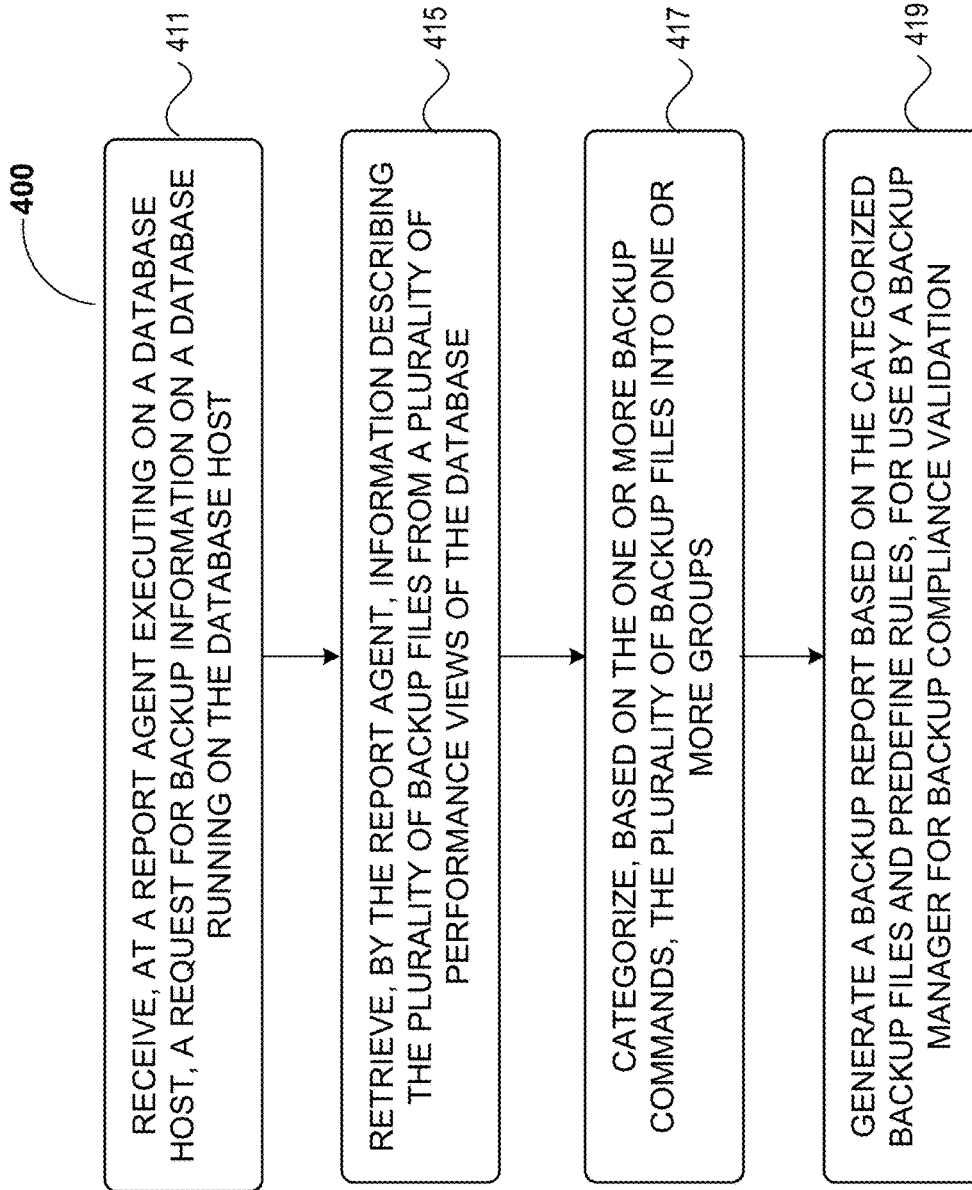 400
RECEIVE, AT A REPORT AGENT EXECUTING ON A DATABASE
HOST, A REQUEST FOR BACKUP INFORMATION ON A DATABASE
RUNNING ON THE DATABASE HOST
411
RETRIEVE, BY THE REPORT AGENT, INFORMATION DESCRIBING
THE PLURALITY OF BACKUP FILES FROM A PLURALITY OF
PERFORMANCE VIEWS OF THE DATABASE
415
CATEGORIZE, BASED ON THE ONE OR MORE BACKUP
COMMANDS, THE PLURALITY OF BACKUP FILES INTO ONE OR
MORE GROUPS
417
GENERATE A BACKUP REPORT BASED ON THE CATEGORIZED
BACKUP FILES AND PREDEFINE RULES, FOR USE BY A BACKUP
MANAGER FOR BACKUP COMPLIANCE VALIDATION
419